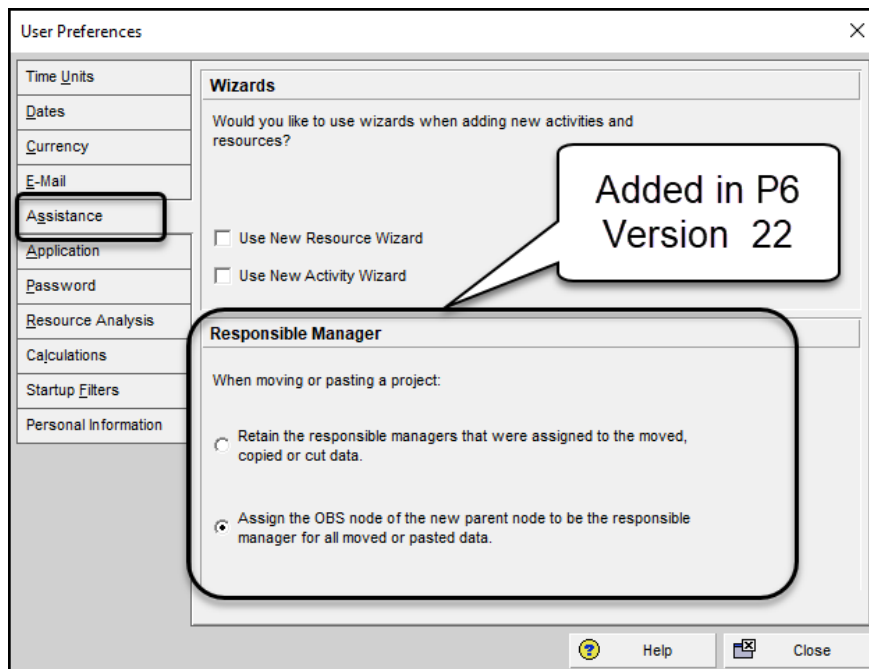 User Preferences
Time Units
Dates
Currency
E-Mail
Assistance
Application
Password
Resource Analysis
Calculations
Startup Filters
Personal Information
Wizards
Would you like to use wizards when adding new activities and
resources?
Use New Resource Wizard
Use New Activity Wizard
Added in P6
Version 22
Responsible Manager
When moving or pasting a project:
Retain the responsible managers that were assigned to the moved,
copied or cut data.
Assign the OBS node of the new parent node to be the responsible
manager for all moved or pasted data.
Help
Close